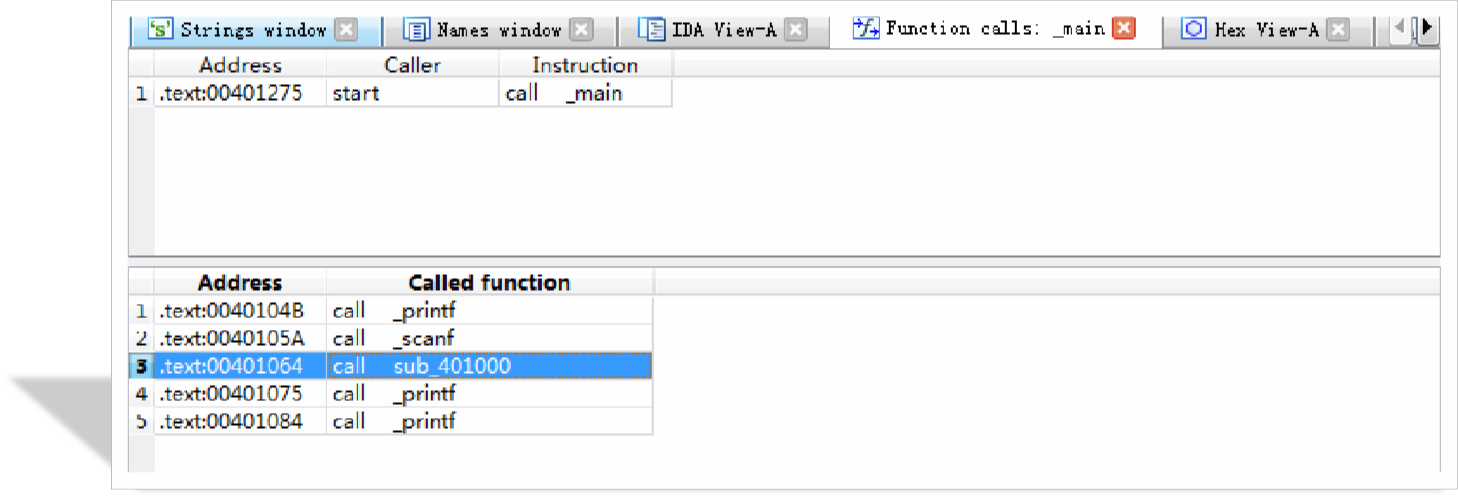 's' Strings window Names window IDA View-A Function calls: _main Hex View-A
Address Caller Instruction
1 .text:00401275 start call _main
Address Called function
1 .text:0040104B call _printf
2 .text:0040105A call _scanf
3 .text:00401064 call sub_401000
4 .text:00401075 call _printf
5 .text:00401084 call _printf